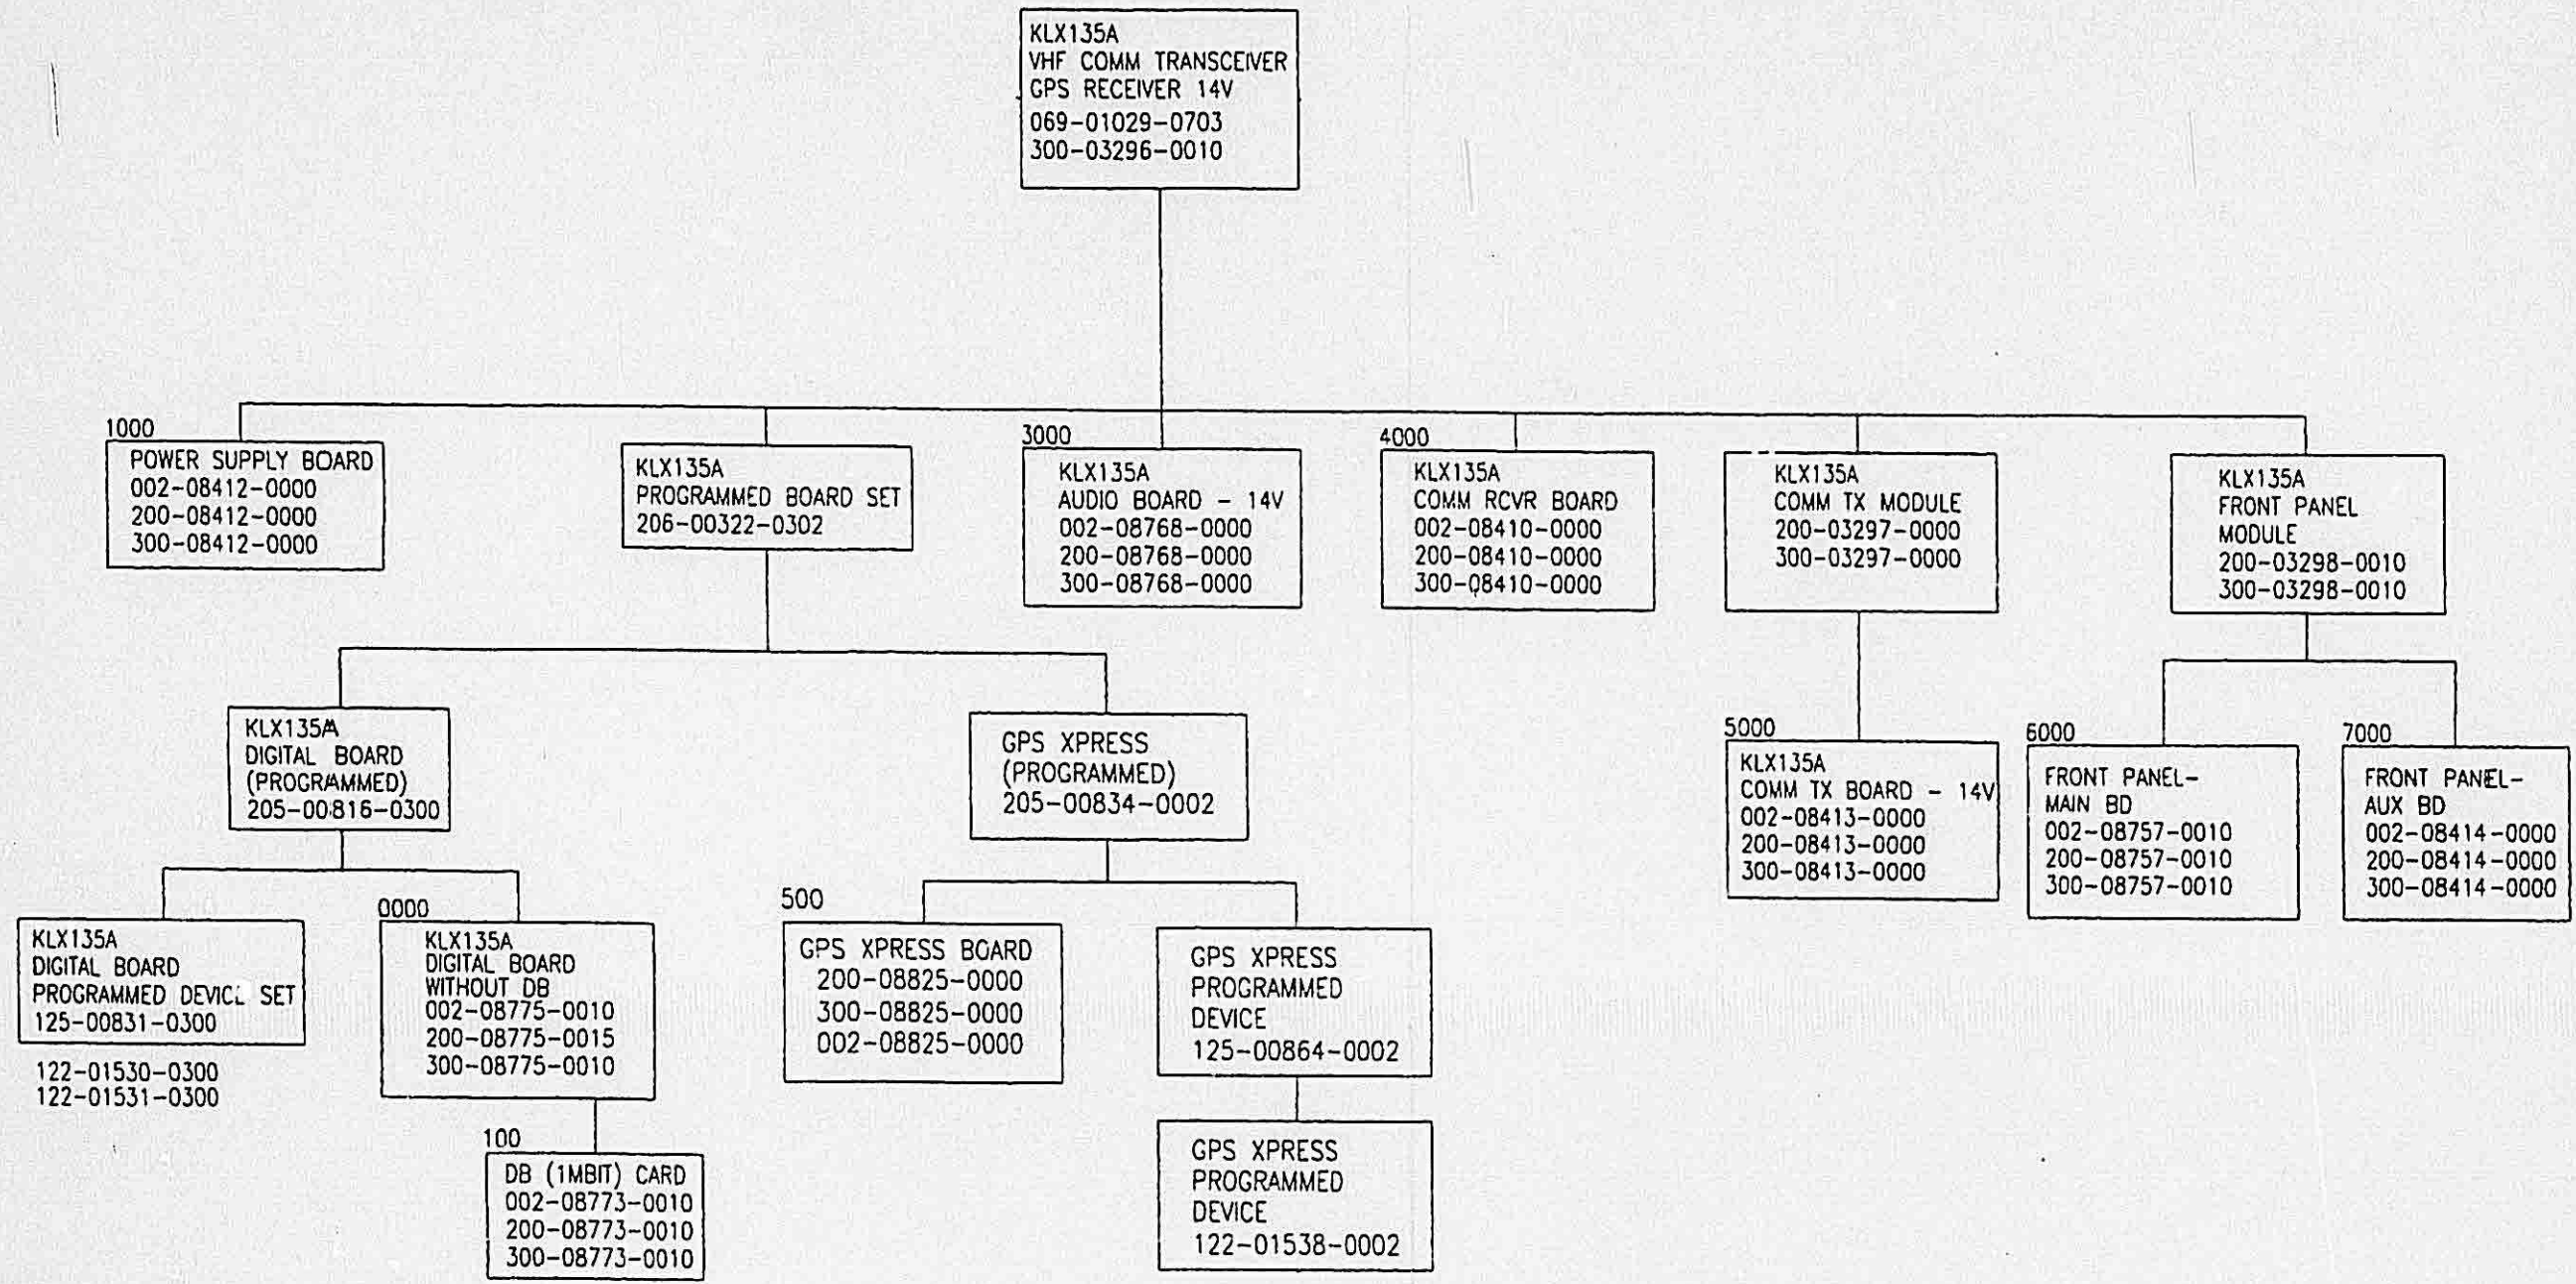 KLX135A
VHF COMM TRANSCEIVER
GPS RECEIVER 14V
069-01029-0703
300-03296-0010
1000
POWER SUPPLY BOARD
002-08412-0000
200-08412-0000
300-08412-0000
KLX135A
PROGRAMMED BOARD SET
206-00322-0302
3000
KLX135A
AUDIO BOARD - 14V
002-08768-0000
200-08768-0000
300-08768-0000
4000
KLX135A
COMM RCVR BOARD
002-08410-0000
200-08410-0000
300-08410-0000
KLX135A
COMM TX MODULE
200-03297-0000
300-03297-0000
KLX135A
FRONT PANEL
MODULE
200-03298-0010
300-03298-0010
KLX135A
DIGITAL BOARD
(PROGRAMMED)
205-00816-0300
GPS XPRESS
(PROGRAMMED)
205-00834-0002
5000
KLX135A
COMM TX BOARD - 14V
002-08413-0000
200-08413-0000
300-08413-0000
6000
FRONT PANEL-
MAIN BD
002-08757-0010
200-08757-0010
300-08757-0010
7000
FRONT PANEL-
AUX BD
002-08414-0000
200-08414-0000
300-08414-0000
KLX135A
DIGITAL BOARD
PROGRAMMED DEVICE SET
125-00831-0300
122-01530-0300
122-01531-0300
0000
KLX135A
DIGITAL BOARD
WITHOUT DB
002-08775-0010
200-08775-0015
300-08775-0010
500
GPS XPRESS BOARD
200-08825-0000
300-08825-0000
002-08825-0000
GPS XPRESS
PROGRAMMED
DEVICE
125-00864-0002
100
DB (1MBIT) CARD
002-08773-0010
200-08773-0010
300-08773-0010
GPS XPRESS
PROGRAMMED
DEVICE
122-01538-0002